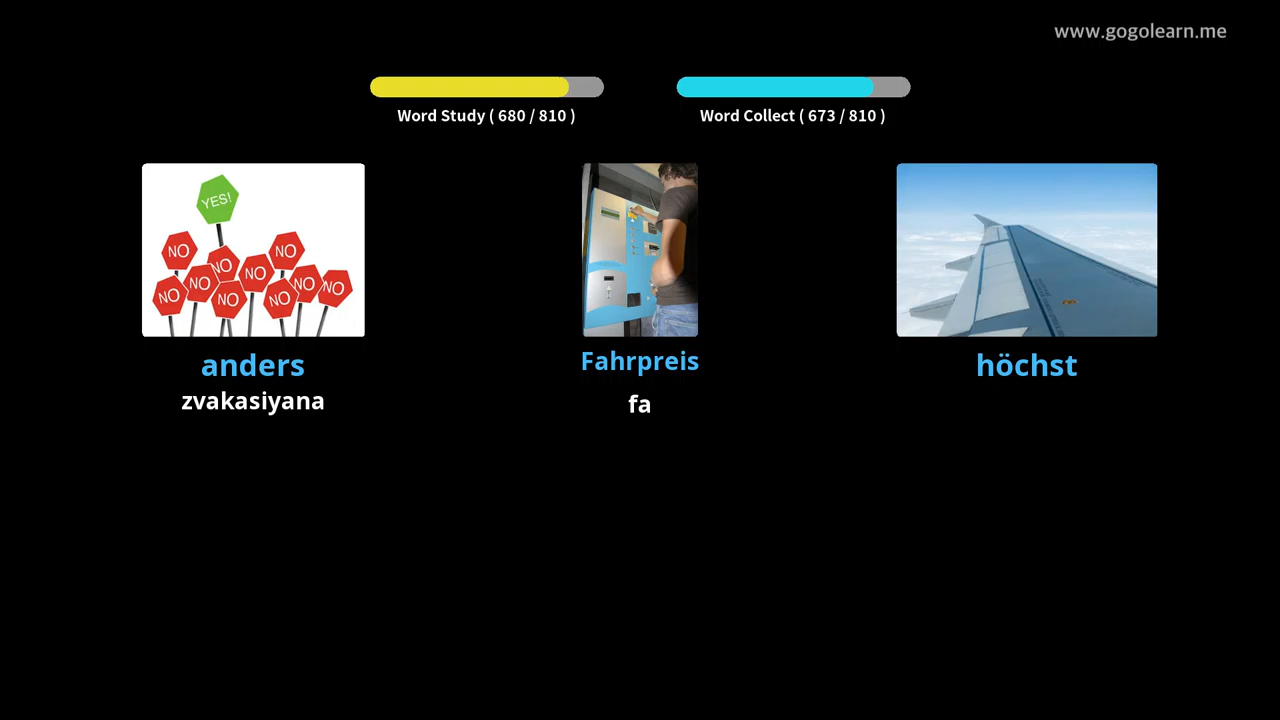 www.gogolearn.me
Word Study ( 680 / 810 )
Word Collect ( 673 / 810 )
YES!
NO
NO
NO
NO
NO
NO
NO
NO
NO
NO
anders
zvakasiyana
Fahrpreis
fa
höchst